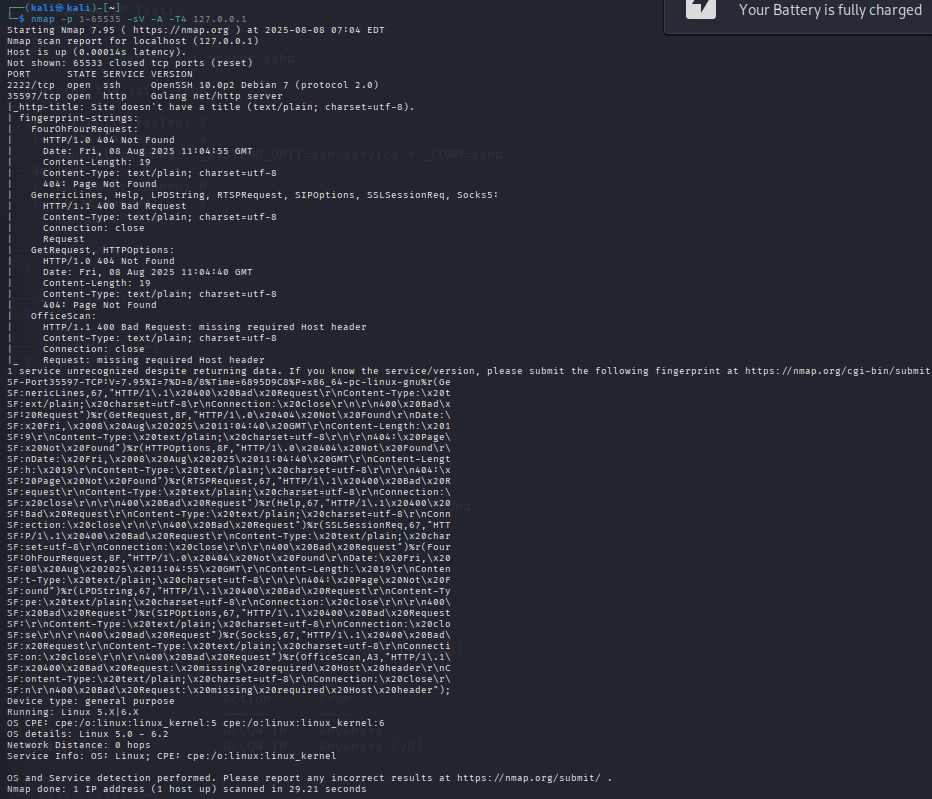 Your Battery is fully charged
┌──(kali㉿kali)-[~]
└─$ nmap -p 1-65535 -sV -A -T4 127.0.0.1
Starting Nmap 7.95 ( https://nmap.org ) at 2025-08-08 07:04 EDT
Nmap scan report for localhost (127.0.0.1)
Host is up (0.00014s latency).
Not shown: 65533 closed tcp ports (reset)
PORT STATE SERVICE VERSION
2222/tcp open ssh OpenSSH 10.0p2 Debian 7 (protocol 2.0)
35597/tcp open http Golang net/http server
|_http-title: Site doesn't have a title (text/plain; charset=utf-8).
| fingerprint-strings:
| FourOhFourRequest:
| HTTP/1.0 404 Not Found
| Date: Fri, 08 Aug 2025 11:04:55 GMT
| Content-Length: 19
| Content-Type: text/plain; charset=utf-8
| 404: Page Not Found
| GenericLines, Help, LPDString, RTSPRequest, SIPOptions, SSLSessionReq, Socks5:
| HTTP/1.1 400 Bad Request
| Content-Type: text/plain; charset=utf-8
| Connection: close
| Request
| GetRequest, HTTPOptions:
| HTTP/1.0 404 Not Found
| Date: Fri, 08 Aug 2025 11:04:40 GMT
| Content-Length: 19
| Content-Type: text/plain; charset=utf-8
| 404: Page Not Found
| OfficeScan:
| HTTP/1.1 400 Bad Request: missing required Host header
| Content-Type: text/plain; charset=utf-8
| Connection: close
|_ Request: missing required Host header
1 service unrecognized despite returning data. If you know the service/version, please submit the following fingerprint at https://nmap.org/cgi-bin/submit
SF-Port35597-TCP:V=7.95%I=7%D=8/8%Time=6895D9C8%P=x86_64-pc-linux-gnu%r(Ge
SF:nericLines,67,"HTTP/1\.1\x20400\x20Bad\x20Request\r\nContent-Type:\x20t
SF:ext/plain;\x20charset=utf-8\r\nConnection:\x20close\r\n\r\n400\x20Bad\x
SF:20Request")%r(GetRequest,8F,"HTTP/1\.0\x20404\x20Not\x20Found\r\nDate:\
SF:x20Fri,\x2008\x20Aug\x202025\x2011:04:40\x20GMT\r\nContent-Length:\x201
SF:9\r\nContent-Type:\x20text/plain;\x20charset=utf-8\r\n\r\n404:\x20Page\
SF:x20Not\x20Found")%r(HTTPOptions,8F,"HTTP/1\.0\x20404\x20Not\x20Found\r\
SF:nDate:\x20Fri,\x2008\x20Aug\x202025\x2011:04:40\x20GMT\r\nContent-Lengt
SF:h:\x2019\r\nContent-Type:\x20text/plain;\x20charset=utf-8\r\n\r\n404:\x
SF:20Page\x20Not\x20Found")%r(RTSPRequest,67,"HTTP/1\.1\x20400\x20Bad\x20R
SF:equest\r\nContent-Type:\x20text/plain;\x20charset=utf-8\r\nConnection:\
SF:x20close\r\n\r\n400\x20Bad\x20Request")%r(Help,67,"HTTP/1\.1\x20400\x20
SF:Bad\x20Request\r\nContent-Type:\x20text/plain;\x20charset=utf-8\r\nConn
SF:ection:\x20close\r\n\r\n400\x20Bad\x20Request")%r(SSLSessionReq,67,"HTT
SF:P/1\.1\x20400\x20Bad\x20Request\r\nContent-Type:\x20text/plain;\x20char
SF:set=utf-8\r\nConnection:\x20close\r\n\r\n400\x20Bad\x20Request")%r(Four
SF:OhFourRequest,8F,"HTTP/1\.0\x20404\x20Not\x20Found\r\nDate:\x20Fri,\x20
SF:08\x20Aug\x202025\x2011:04:55\x20GMT\r\nContent-Length:\x2019\r\nConten
SF:t-Type:\x20text/plain;\x20charset=utf-8\r\n\r\n404:\x20Page\x20Not\x20F
SF:ound")%r(LPDString,67,"HTTP/1\.1\x20400\x20Bad\x20Request\r\nContent-Ty
SF:pe:\x20text/plain;\x20charset=utf-8\r\nConnection:\x20close\r\n\r\n400\
SF:x20Bad\x20Request")%r(SIPOptions,67,"HTTP/1\.1\x20400\x20Bad\x20Request
SF:\r\nContent-Type:\x20text/plain;\x20charset=utf-8\r\nConnection:\x20clo
SF:se\r\n\r\n400\x20Bad\x20Request")%r(Socks5,67,"HTTP/1\.1\x20400\x20Bad\
SF:x20Request\r\nContent-Type:\x20text/plain;\x20charset=utf-8\r\nConnecti
SF:on:\x20close\r\n\r\n400\x20Bad\x20Request")%r(OfficeScan,A3,"HTTP/1\.1\
SF:x20400\x20Bad\x20Request:\x20missing\x20required\x20Host\x20header\r\nC
SF:ontent-Type:\x20text/plain;\x20charset=utf-8\r\nConnection:\x20close\r\
SF:n\r\n400\x20Bad\x20Request:\x20missing\x20required\x20Host\x20header");
Device type: general purpose
Running: Linux 5.X|6.X
OS CPE: cpe:/o:linux:linux_kernel:5 cpe:/o:linux:linux_kernel:6
OS details: Linux 5.0 - 6.2
Network Distance: 0 hops
Service Info: OS: Linux; CPE: cpe:/o:linux:linux_kernel
OS and Service detection performed. Please report any incorrect results at https://nmap.org/submit/ .
Nmap done: 1 IP address (1 host up) scanned in 29.21 seconds